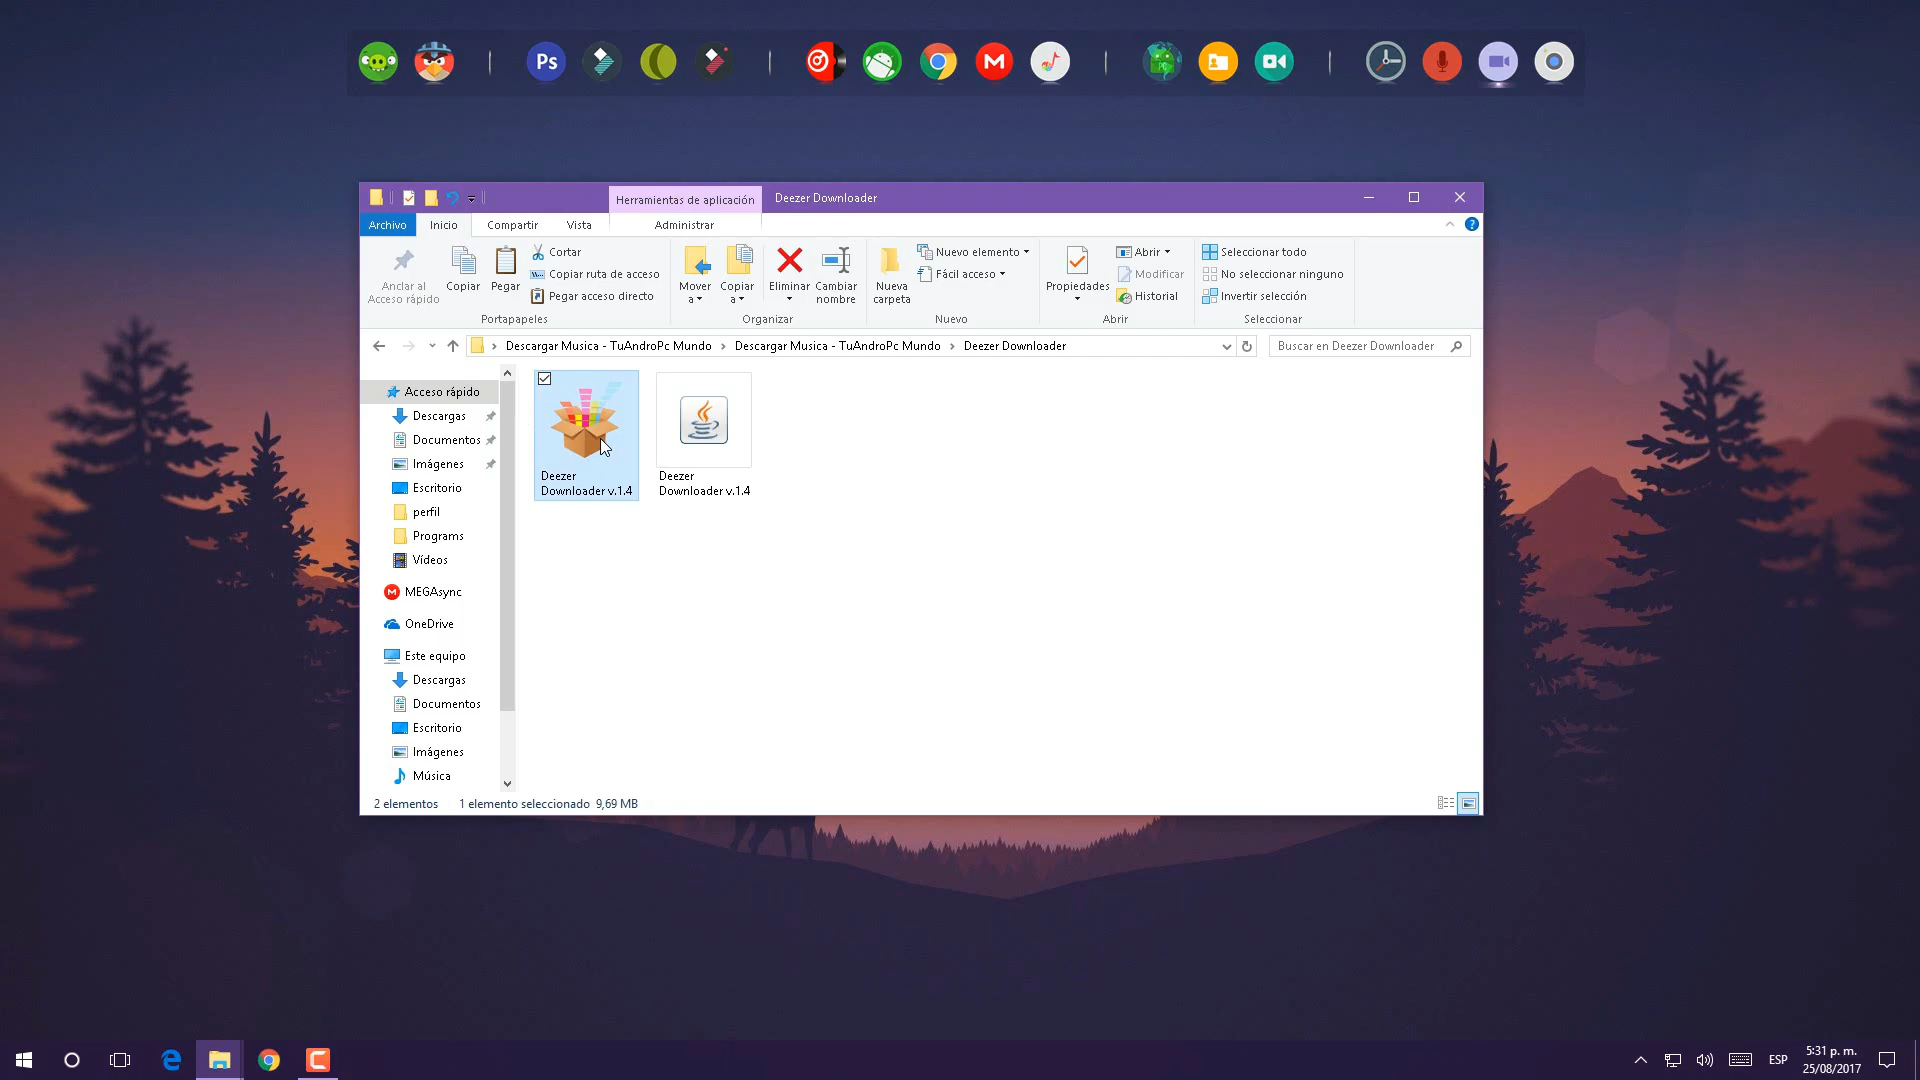 Ps
Herramientas de aplicación
Deezer Downloader
Archivo
Inicio
Compartir
Vista
Administrar
Anclar al
Acceso rápido
Copiar
Pegar
Cortar
Copiar ruta de acceso
Pegar acceso directo
Portapapeles
Mover
a
Copiar
a
Eliminar
Cambiar
nombre
Organizar
Nueva
carpeta
Nuevo elemento
Fácil acceso
Nuevo
Propiedades
Abrir
Modificar
Historial
Abrir
Seleccionar todo
No seleccionar ninguno
Invertir selección
Seleccionar
Descargar Musica - TuAndroPc Mundo
Descargar Musica - TuAndroPc Mundo
Deezer Downloader
Buscar en Deezer Downloader
Acceso rápido
Descargas
Documentos
Imágenes
Escritorio
perfil
Programs
Vídeos
MEGAsync
OneDrive
Este equipo
Descargas
Documentos
Escritorio
Imágenes
Música
Deezer
Downloader v.1.4
Deezer
Downloader v.1.4
2 elementos
1 elemento seleccionado 9,69 MB
ESP
5:31 p. m.
25/08/2017